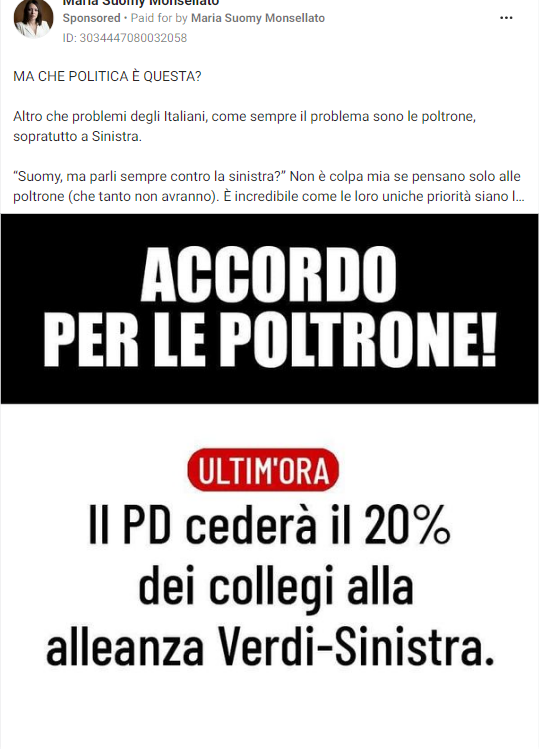 Maria Suomy Monsellato
Sponsored • Paid for by Maria Suomy Monsellato
ID: 3034447080032058
MA CHE POLITICA È QUESTA?
Altro che problemi degli Italiani, come sempre il problema sono le poltrone,
sopratutto a Sinistra.
“Suomy, ma parli sempre contro la sinistra?” Non è colpa mia se pensano solo alle
poltrone (che tanto non avranno). È incredibile come le loro uniche priorità siano l...
ACCORDO
PER LE POLTRONE!
ULTIM'ORA
Il PD cederà il 20%
dei collegi alla
alleanza Verdi-Sinistra.